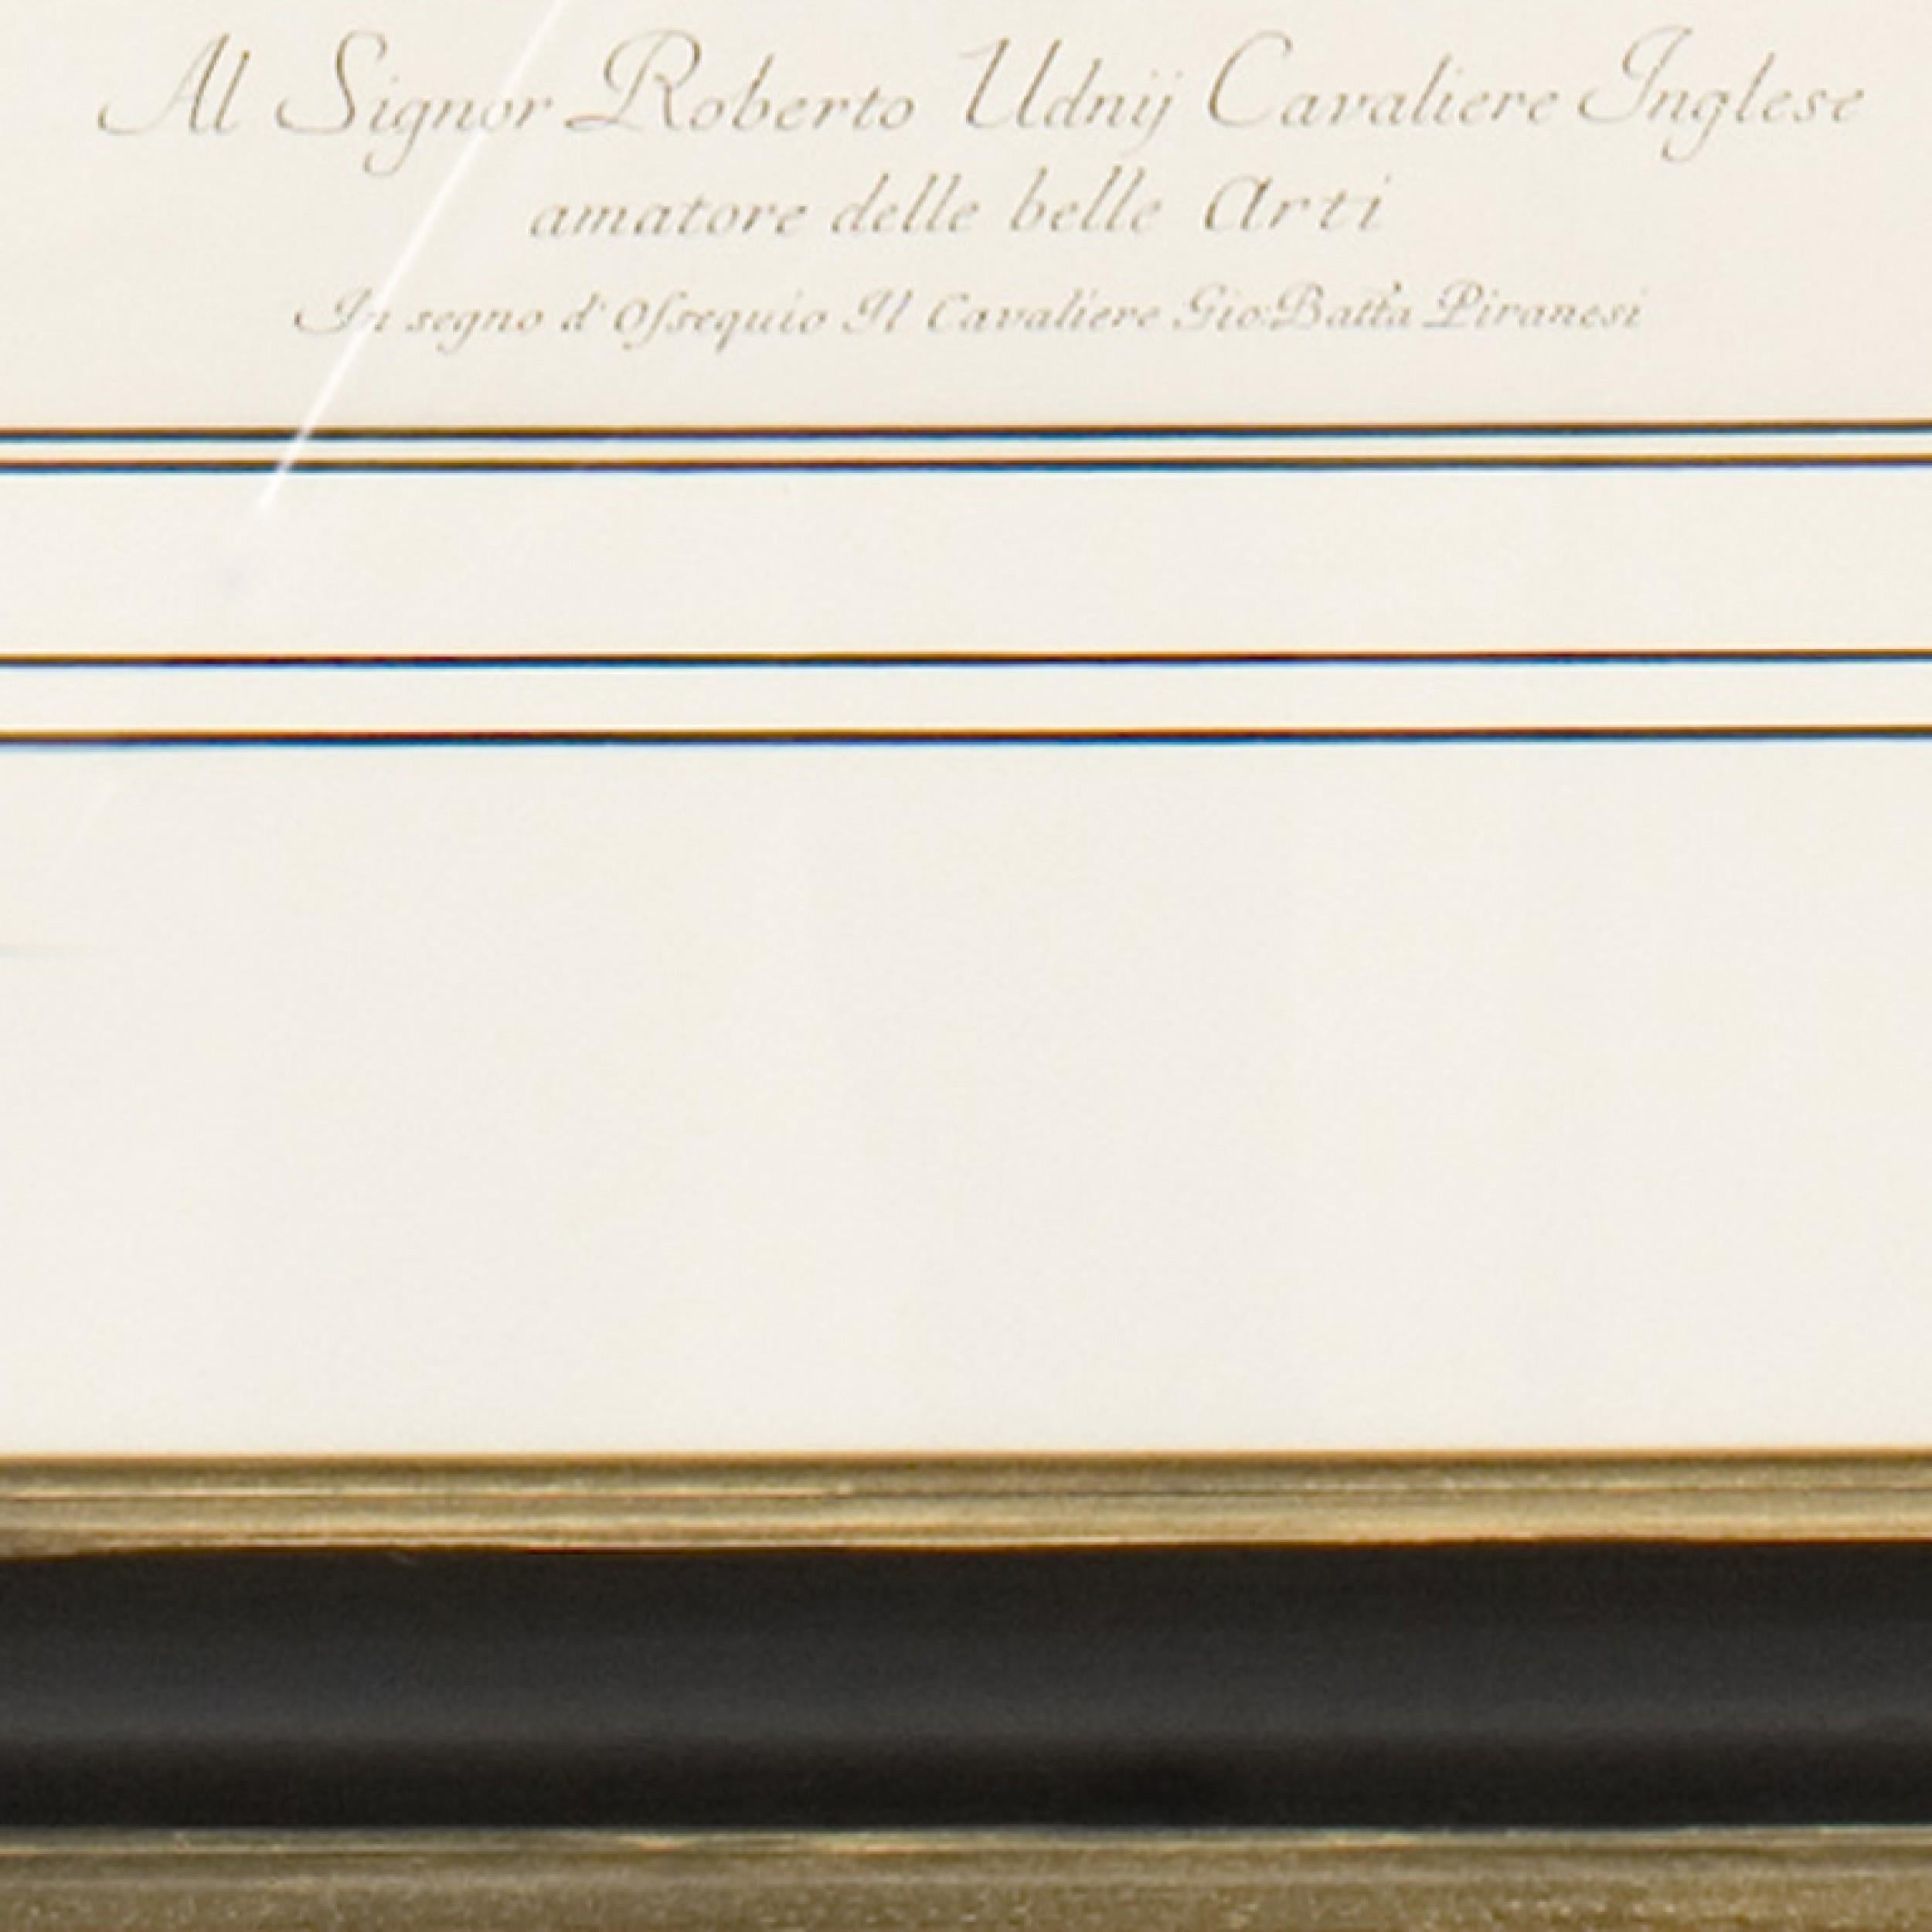 Al Signor Roberto Udnij Cavaliere Inglese
amatore delle belle Arti
In segno d' Oſsequio Il Cavaliere Gio: Batta Piranesi